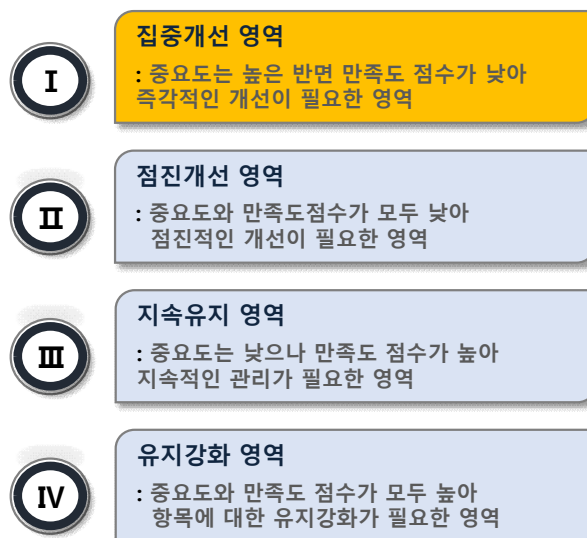 I
집중개선 영역
: 중요도는 높은 반면 만족도 점수가 낮아
즉각적인 개선이 필요한 영역
II
점진개선 영역
: 중요도와 만족도점수가 모두 낮아
점진적인 개선이 필요한 영역
III
지속유지 영역
: 중요도는 낮으나 만족도 점수가 높아
지속적인 관리가 필요한 영역
IV
유지강화 영역
: 중요도와 만족도 점수가 모두 높아
항목에 대한 유지강화가 필요한 영역